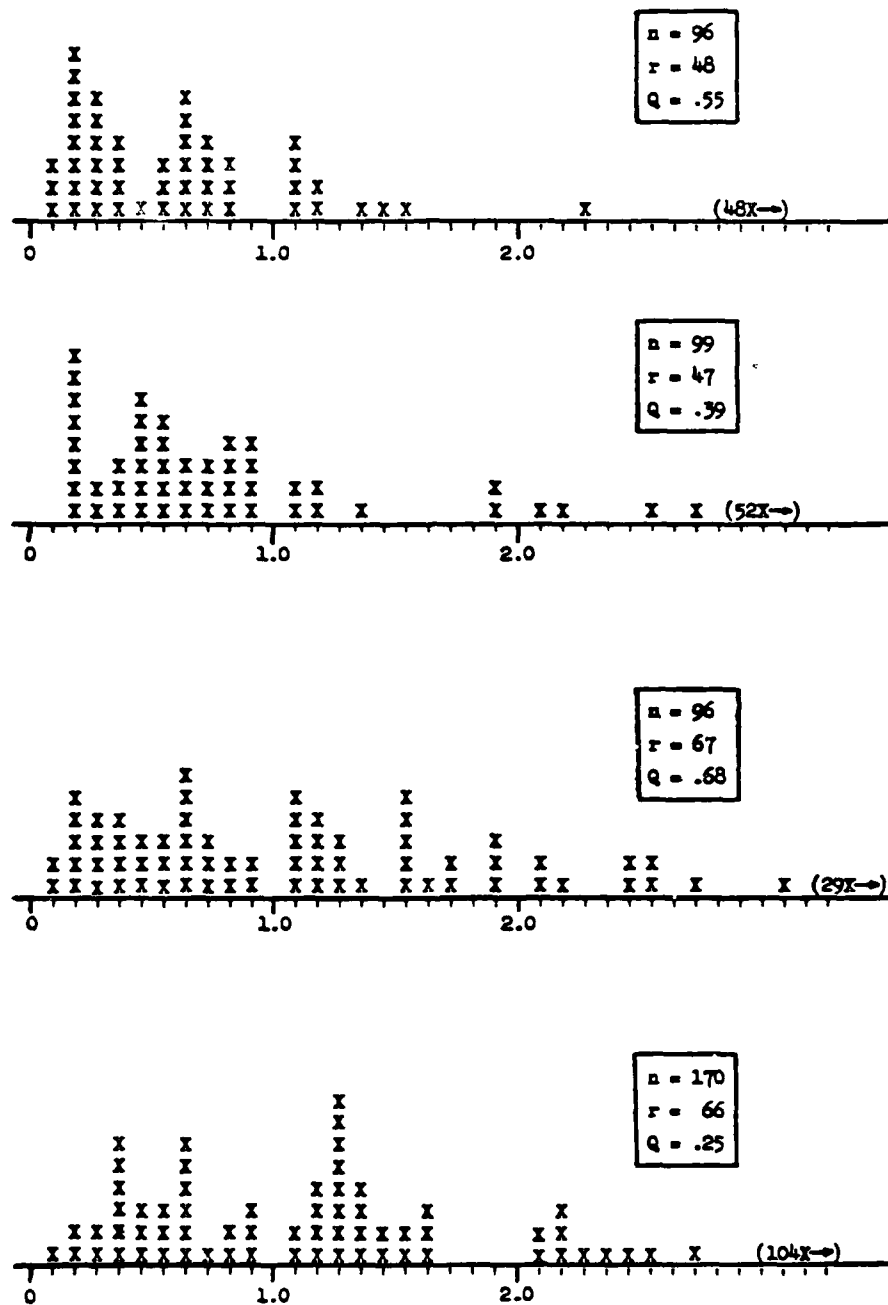 n = 96
r = 48
Q = .55
(48X→)
0 1.0 2.0
n = 99
r = 47
Q = .39
(52X→)
0 1.0 2.0
n = 96
r = 67
Q = .68
(29X→)
0 1.0 2.0
n = 170
r = 66
Q = .25
(104X→)
0 1.0 2.0